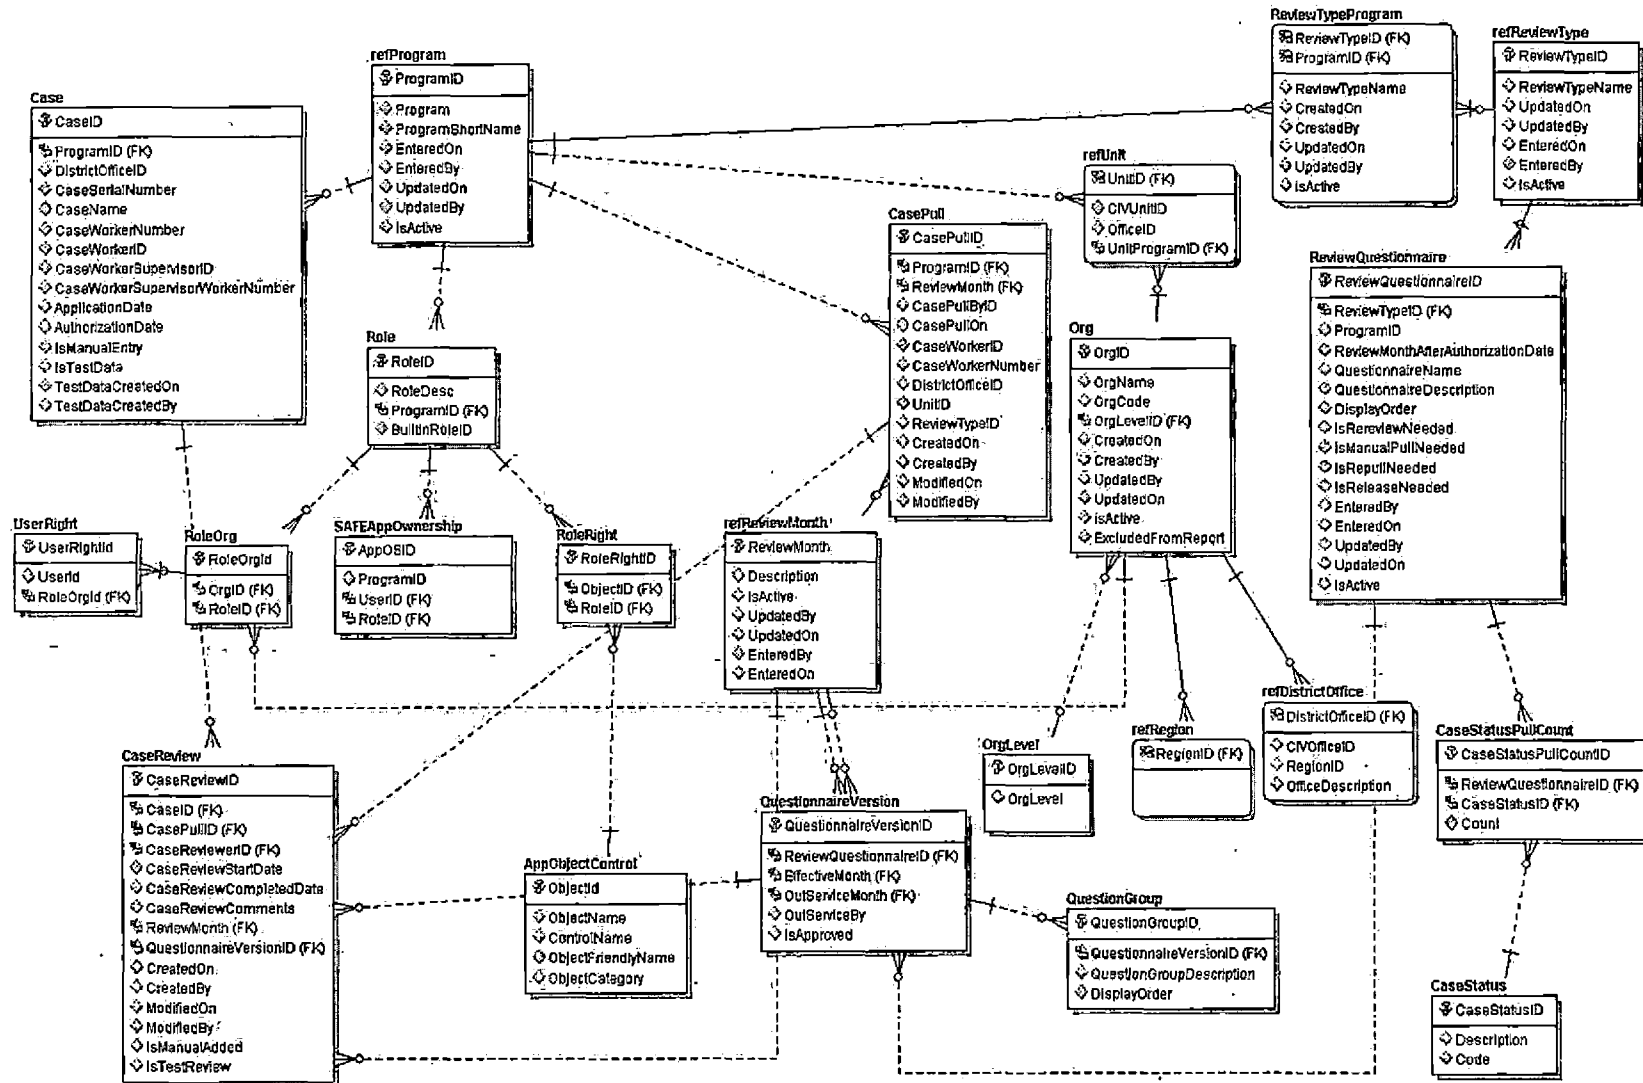 Case
CaseID
ProgramID (FK)
DistrictOfficeID
CaseSerialNumber
CaseName
CaseWorkerNumber
CaseWorkerID
CaseWorkerSupervisorID
CaseWorkerSupervisorWorkerNumber
ApplicationDate
AuthorizationDate
IsManualEntry
IsTestData
TestDataCreatedOn
TestDataCreatedBy
refProgram
ProgramID
Program
ProgramShortName
EnteredOn
EnteredBy
UpdatedOn
UpdatedBy
IsActive
ReviewTypeProgram
ReviewTypeID (FK)
ProgramID (FK)
ReviewTypeName
CreatedOn
CreatedBy
UpdatedOn
UpdatedBy
IsActive
refReviewType
ReviewTypeID
ReviewTypeName
UpdatedOn
UpdatedBy
EnteredOn
EnteredBy
IsActive
refUnit
UnitID (FK)
CIVUnitID
OfficeID
UnitProgramID (FK)
CasePull
CasePullID
ProgramID (FK)
ReviewMonth (FK)
CasePullByID
CasePullOn
CaseWorkerID
CaseWorkerNumber
DistrictOfficeID
UnitID
ReviewTypeID
CreatedOn
CreatedBy
ModifiedOn
ModifiedBy
ReviewQuestionnaire
ReviewQuestionnaireID
ReviewTypeID (FK)
ProgramID
ReviewMonthAfterAuthorizationDate
QuestionnaireName
QuestionnaireDescription
DisplayOrder
IsRereviewNeeded
IsManualPullNeeded
IsRepullNeeded
IsReleaseNeeded
EnteredBy
EnteredOn
UpdatedBy
UpdatedOn
IsActive
Role
RoleID
RoleDesc
ProgramID (FK)
BuiltInRoleID
Org
OrgID
OrgName
OrgCode
OrgLevelID (FK)
CreatedOn
CreatedBy
UpdatedBy
UpdatedOn
isActive
ExcludedFromReport
UserRight
UserRightId
UserId
RoleOrgId (FK)
RoleOrg
RoleOrgId
OrgID (FK)
RoleID (FK)
SAFEAppOwnership
AppOSID
ProgramID
UserID (FK)
RoleID (FK)
RoleRight
RoleRightID
ObjectID (FK)
RoleID (FK)
refReviewMonth
ReviewMonth
Description
IsActive
UpdatedBy
UpdatedOn
EnteredBy
EnteredOn
OrgLevel
OrgLevelID
OrgLevel
refRegion
RegionID (FK)
refDistrictOffice
DistrictOfficeID (FK)
CIVOfficeID
RegionID
OfficeDescription
CaseStatusPullCount
CaseStatusPullCountID
ReviewQuestionnaireID (FK)
CaseStatusID (FK)
Count
CaseReview
CaseReviewID
CaseID (FK)
CasePullID (FK)
CaseReviewerID (FK)
CaseReviewStartDate
CaseReviewCompletedDate
CaseReviewComments
ReviewMonth (FK)
QuestionnaireVersionID (FK)
CreatedOn
CreatedBy
ModifiedOn
ModifiedBy
IsManualAdded
IsTestReview
AppObjectControl
ObjectId
ObjectName
ControlName
ObjectFriendlyName
ObjectCategory
QuestionnaireVersion
QuestionnaireVersionID
ReviewQuestionnaireID (FK)
EffectiveMonth (FK)
OutServiceMonth (FK)
OutServiceBy
IsApproved
QuestionGroup
QuestionGroupID
QuestionnaireVersionID (FK)
QuestionGroupDescription
DisplayOrder
CaseStatus
CaseStatusID
Description
Code